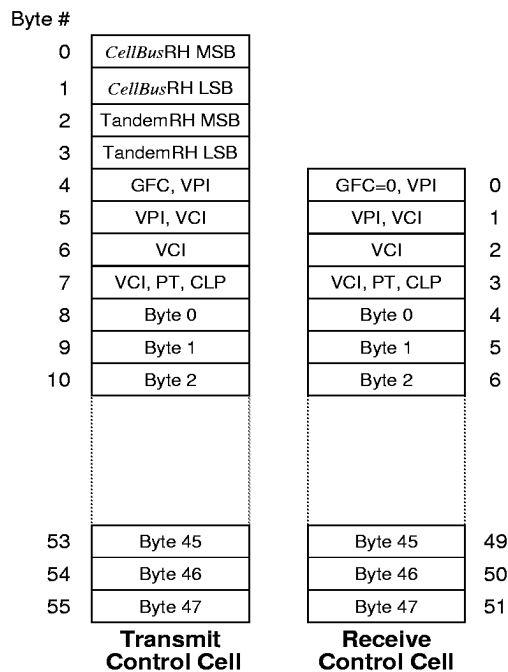 Byte #
0 CellBusRH MSB
1 CellBusRH LSB
2 TandemRH MSB
3 TandemRH LSB
4 GFC, VPI GFC=0, VPI 0
5 VPI, VCI VPI, VCI 1
6 VCI VCI 2
7 VCI, PT, CLP VCI, PT, CLP 3
8 Byte 0 Byte 0 4
9 Byte 1 Byte 1 5
10 Byte 2 Byte 2 6
53 Byte 45 Byte 45 49
54 Byte 46 Byte 46 50
55 Byte 47 Byte 47 51
Transmit Receive
Control Cell Control Cell